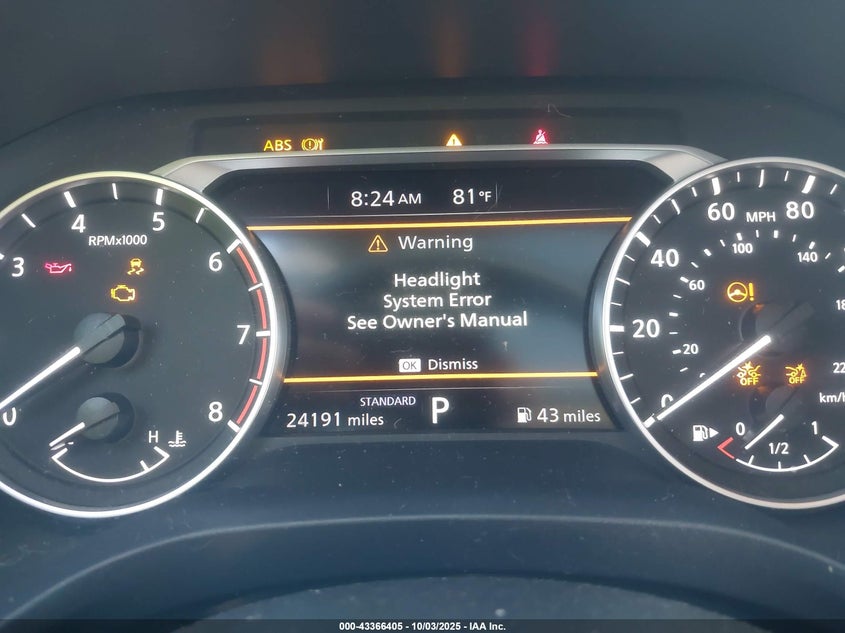 ABS
8:24 AM 81°F
Warning
Headlight
System Error
See Owner's Manual
OK Dismiss
STANDARD
24191 miles P 43 miles
RPMx1000
0 3 4 5 6 7 8
H
MPH
0 20 40 60 80
20 60 100 140
km/h
OFF OFF
0 1/2 1
000-43366405 - 10/03/2025 - IAA Inc.